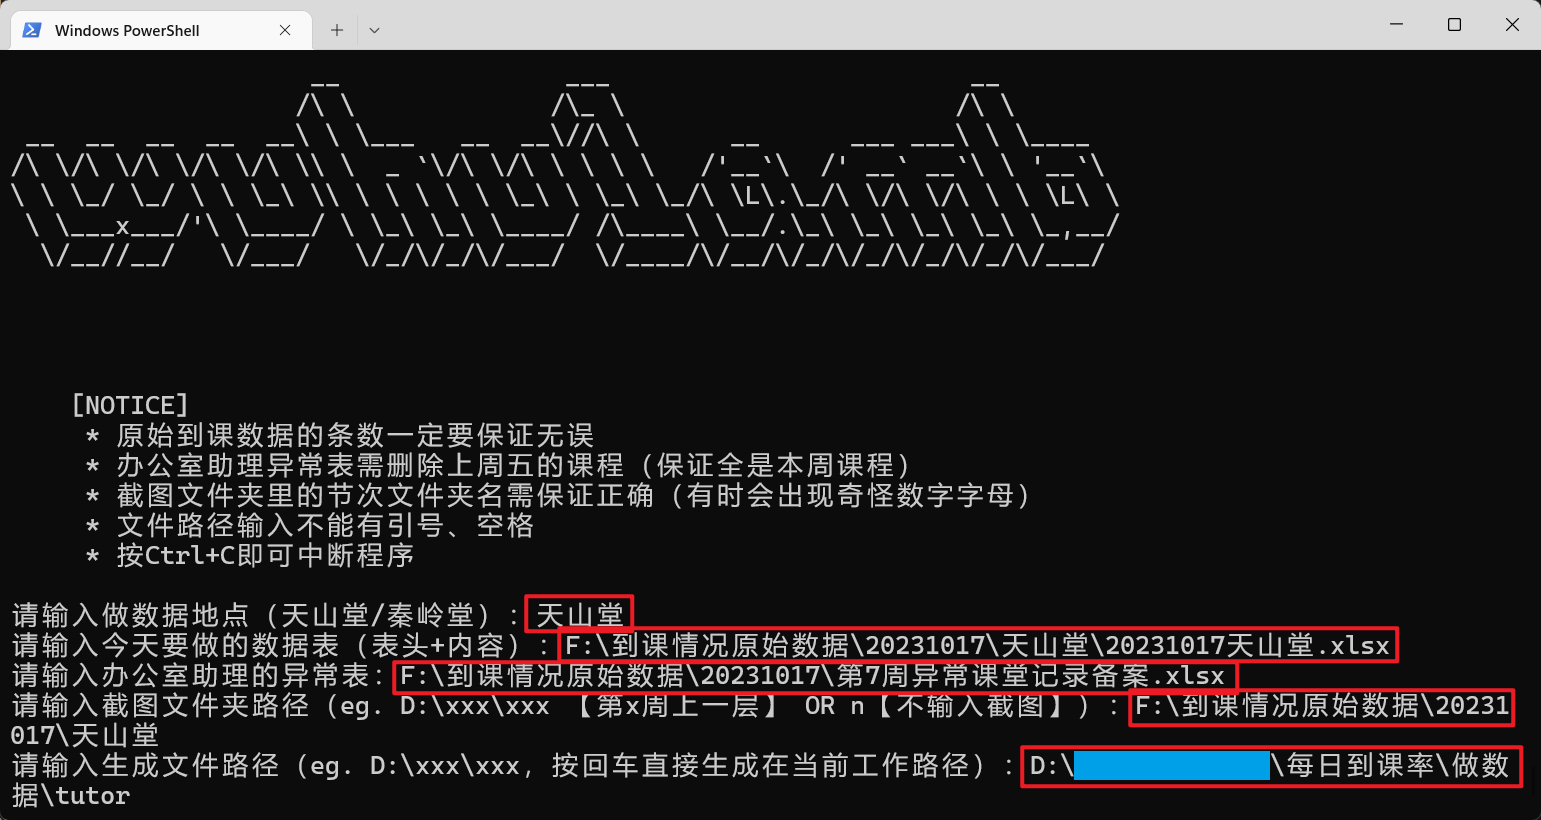 Windows PowerShell
[NOTICE]
* 原始到课数据的条数一定要保证无误
* 办公室助理异常表需删除上周五的课程（保证全是本周课程）
* 截图文件夹里的节次文件夹名需保证正确（有时会出现奇怪数字字母）
* 文件路径输入不能有引号、空格
* 按Ctrl+C即可中断程序
请输入做数据地点（天山堂/秦岭堂）：天山堂
请输入今天要做的数据表（表头+内容）：F:\到课情况原始数据\20231017\天山堂\20231017天山堂.xlsx
请输入办公室助理的异常表：F:\到课情况原始数据\20231017\第7周异常课堂记录备案.xlsx
请输入截图文件夹路径（eg. D:\xxx\xxx 【第x周上一层】 OR n【不输入截图】）：F:\到课情况原始数据\20231
017\天山堂
请输入生成文件路径（eg. D:\xxx\xxx，按回车直接生成在当前工作路径）：D:\ \每日到课率\做数
据\tutor